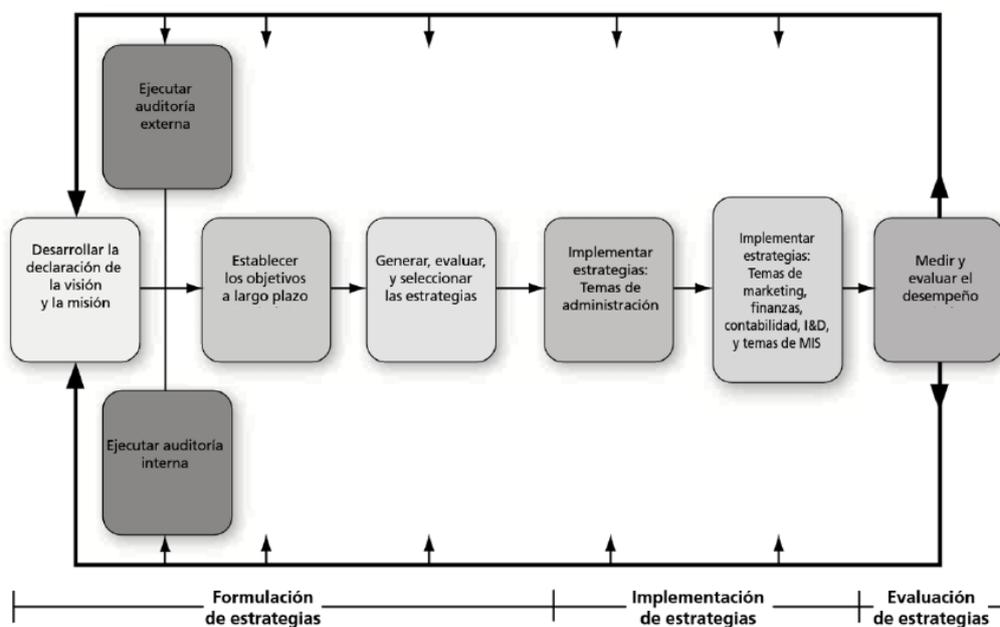 Ejecutar
auditoría
externa
Desarrollar la
declaración de
la visión
y la misión
Establecer
los objetivos
a largo plazo
Generar, evaluar,
y seleccionar
las estrategias
Implementar
estrategias:
Temas de
administración
Implementar
estrategias:
Temas de
marketing,
finanzas,
contabilidad, I&D,
y temas de MIS
Medir y
evaluar el
desempeño
Ejecutar auditoría
interna
Formulación
de estrategias
Implementación
de estrategias
Evaluación
de estrategias